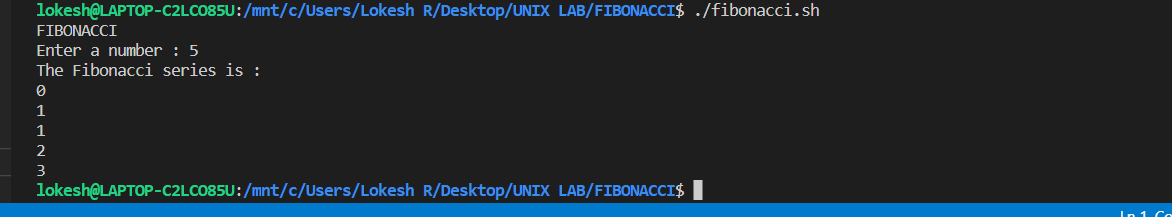 lokesh@LAPTOP-C2LCO85U:/mnt/c/Users/Lokesh R/Desktop/UNIX LAB/FIBONACCI$ ./fibonacci.sh
FIBONACCI
Enter a number : 5
The Fibonacci series is :
0
1
1
2
3
lokesh@LAPTOP-C2LCO85U:/mnt/c/Users/Lokesh R/Desktop/UNIX LAB/FIBONACCI$